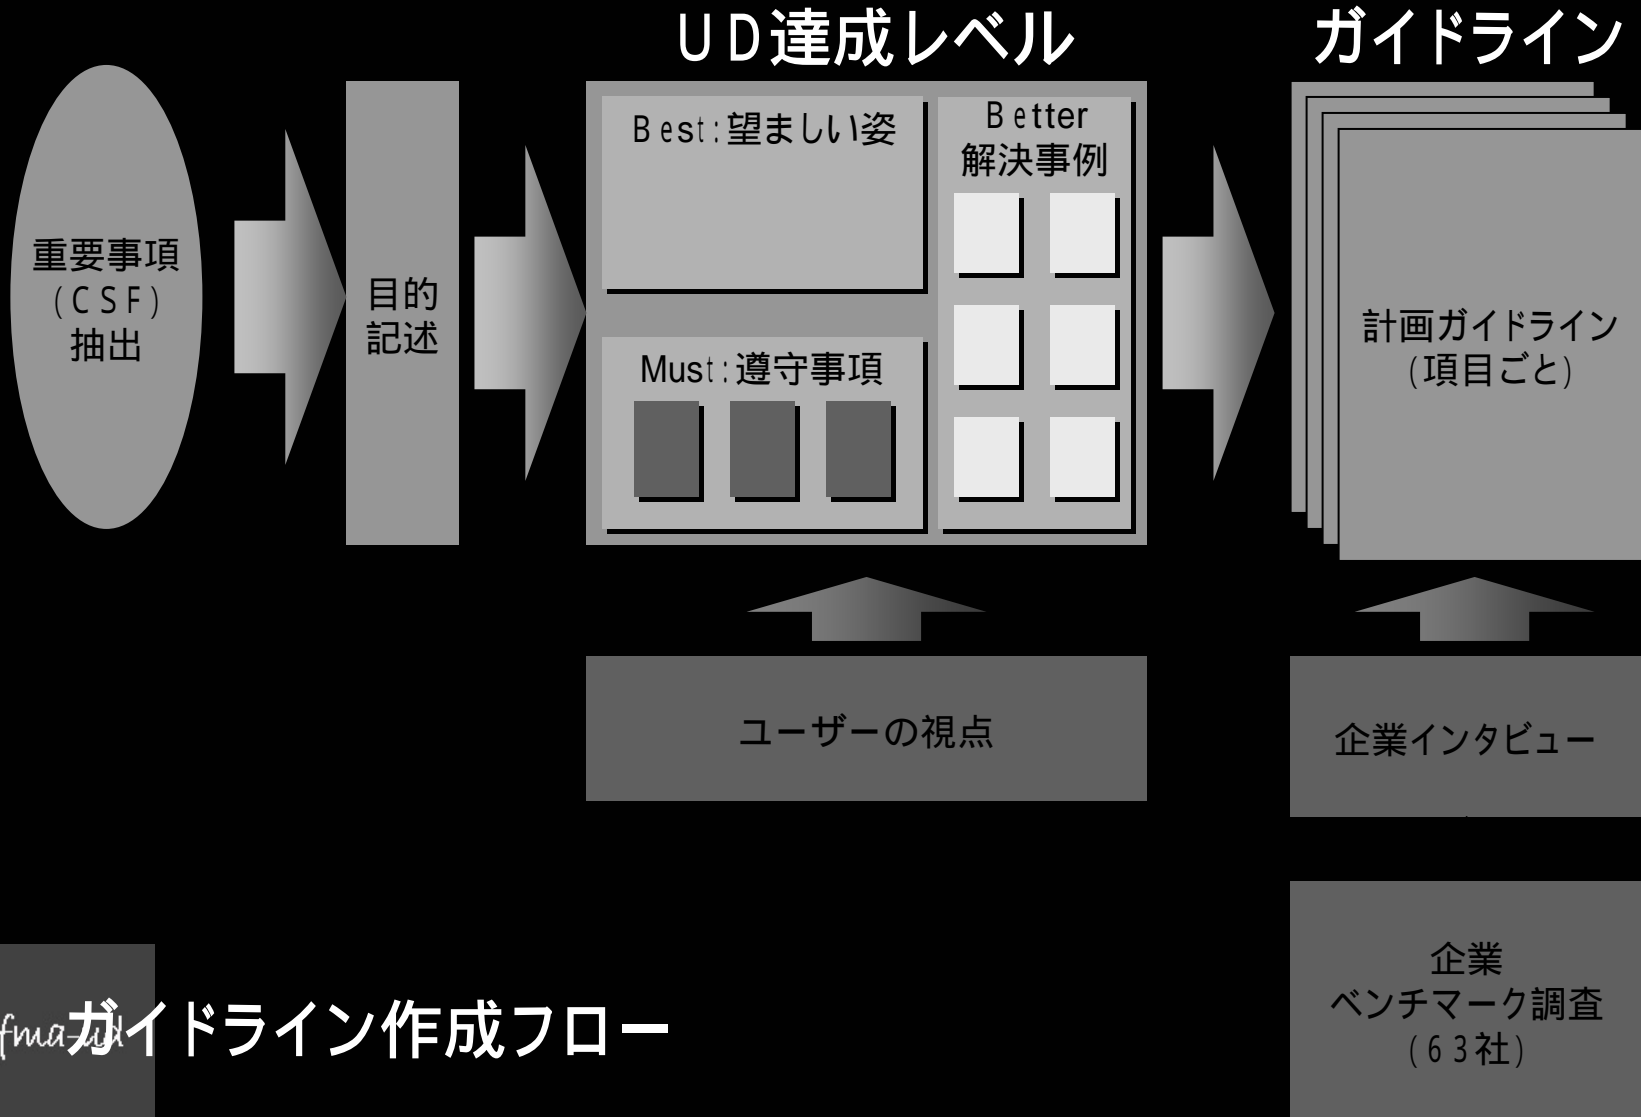 UD達成レベル
ガイドライン
重要事項
(CSF)
抽出
目的
記述
Best:望ましい姿
Must:遵守事項
Better
解決事例
計画ガイドライン
(項目ごと)
ユーザーの視点
企業インタビュー
企業
ベンチマーク調査
(63社)
fma-ud
ガイドライン作成フロー